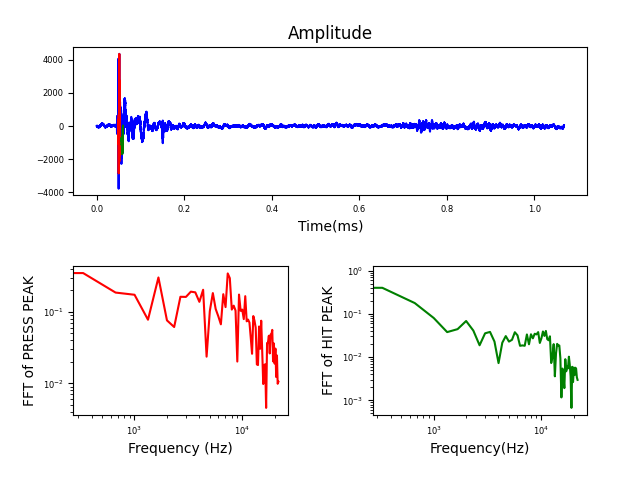 Amplitude
4000
2000
0
−2000
−4000
0.0 0.2 0.4 0.6 0.8 1.0
Time(ms)
FFT of PRESS PEAK
10⁻¹
10⁻²
10³ 10⁴
Frequency (Hz)
FFT of HIT PEAK
10⁰
10⁻¹
10⁻²
10⁻³
10³ 10⁴
Frequency(Hz)